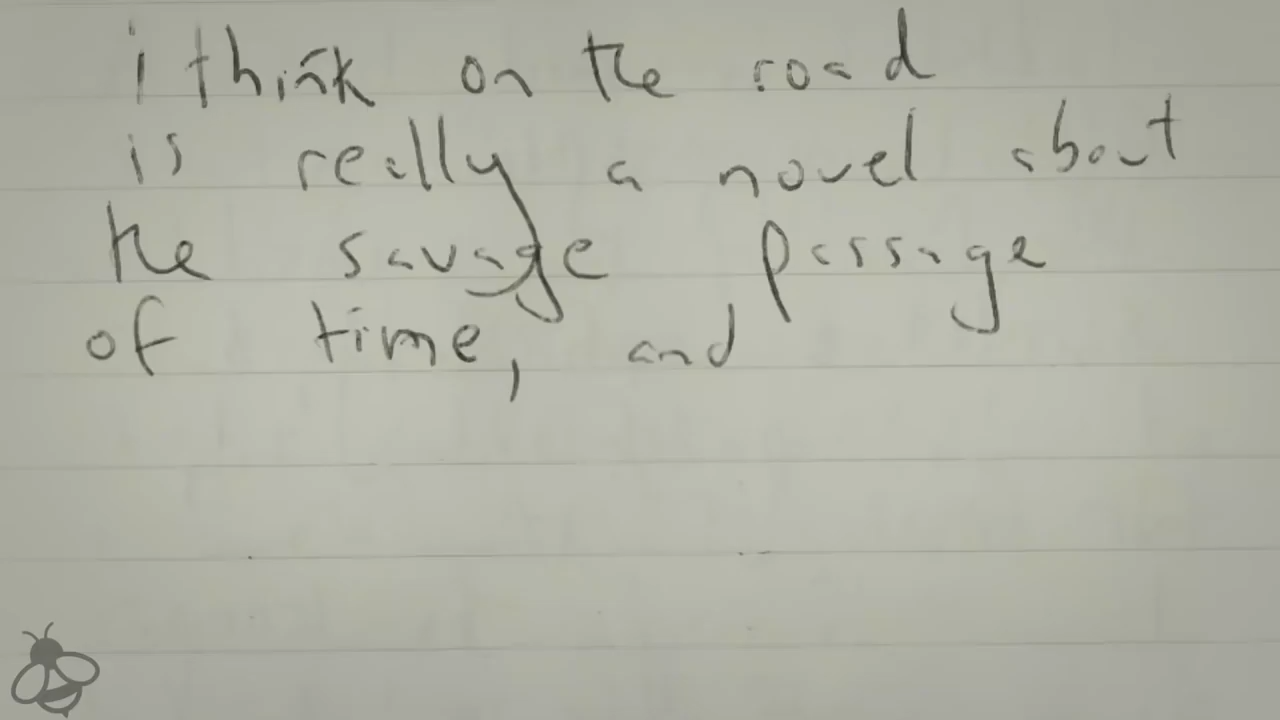 i think on the road
is really a novel about
the savage passage
of time, and